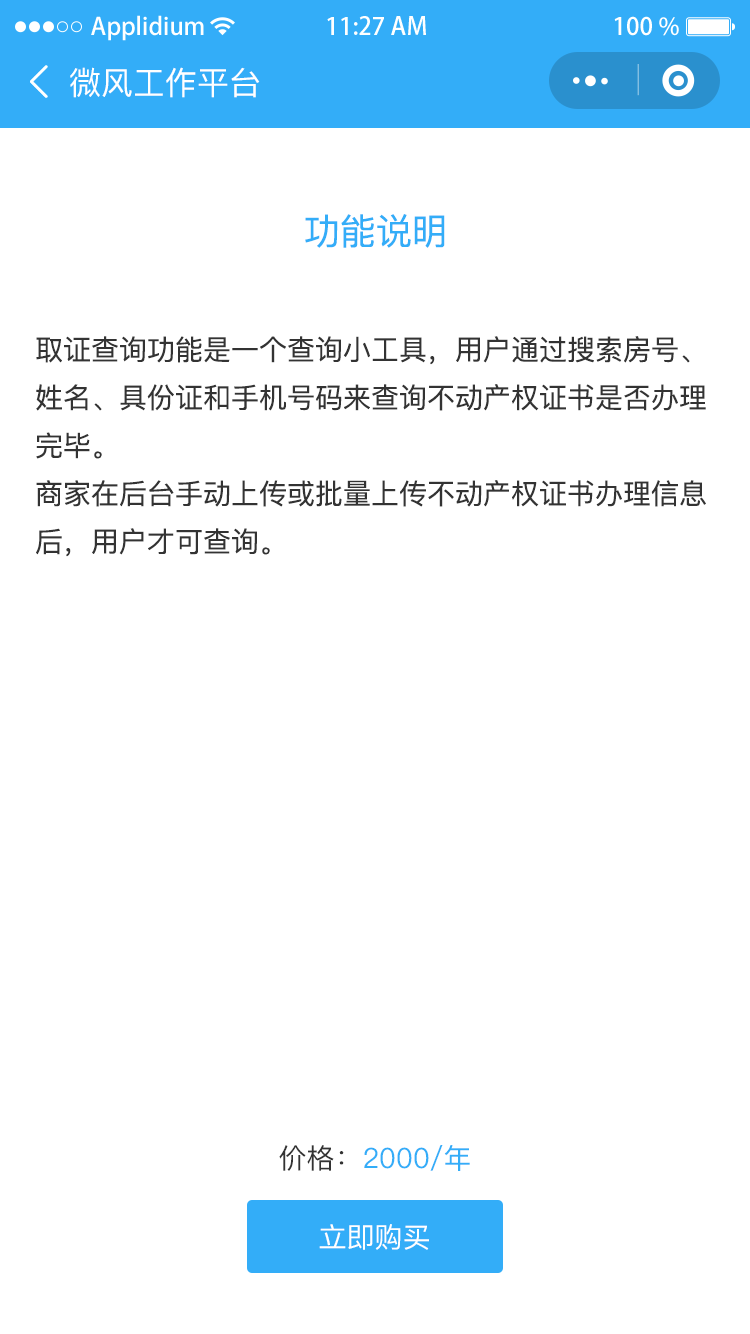 Applidium 11:27 AM 100 %
微风工作平台
功能说明
取证查询功能是一个查询小工具，用户通过搜索房号、
姓名、具份证和手机号码来查询不动产权证书是否办理
完毕。
商家在后台手动上传或批量上传不动产权证书办理信息
后，用户才可查询。
价格：2000/年
立即购买